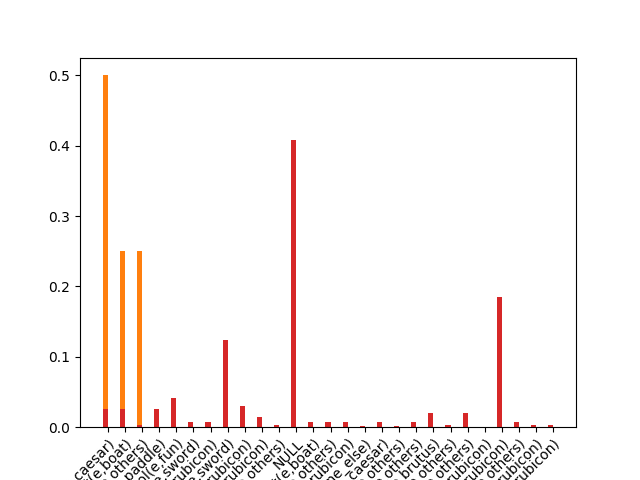 0.5
0.4
0.3
0.2
0.1
0.0
caesar)
(e,boat)
others)
paddle)
l(e,fun)
sword)
rubicon)
,sword)
rubicon)
rubicon)
others)
NULL
(e,boat)
others)
rubicon)
e_else)
caesar)
others)
others)
brutus)
others)
others)
rubicon)
rubicon)
others)
rubicon)
rubicon)